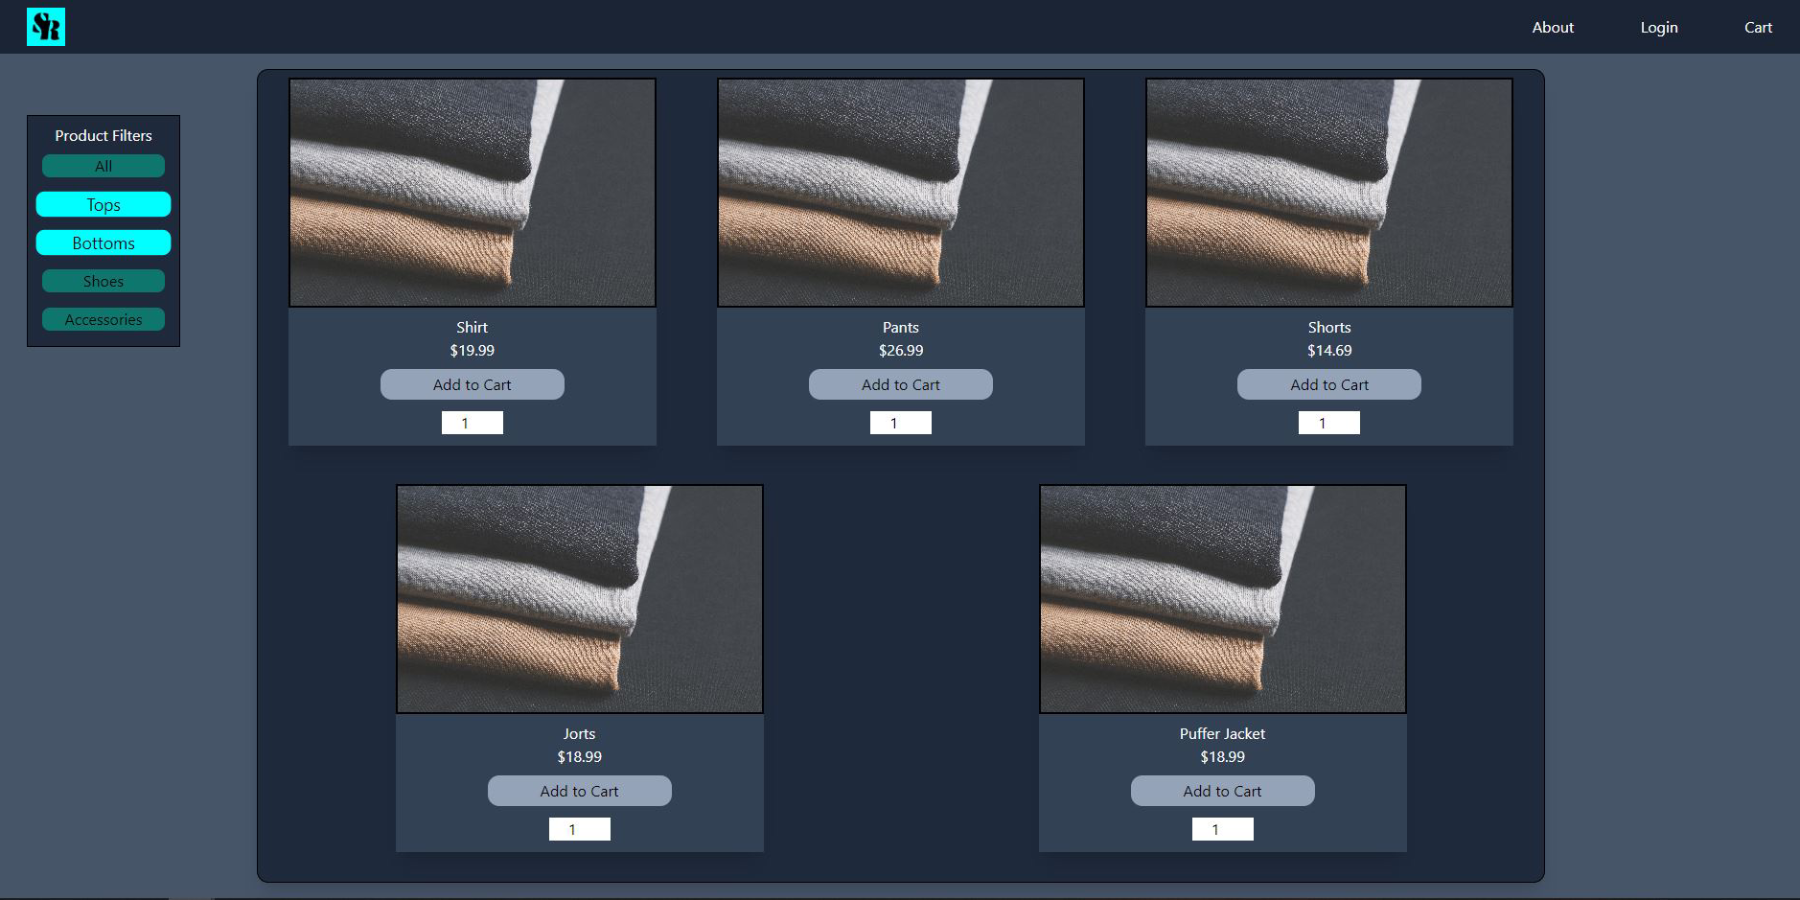 SR
About
Login
Cart
Product Filters
All
Tops
Bottoms
Shoes
Accessories
Shirt
$19.99
Add to Cart
1
Pants
$26.99
Add to Cart
1
Shorts
$14.69
Add to Cart
1
Jorts
$18.99
Add to Cart
1
Puffer Jacket
$18.99
Add to Cart
1